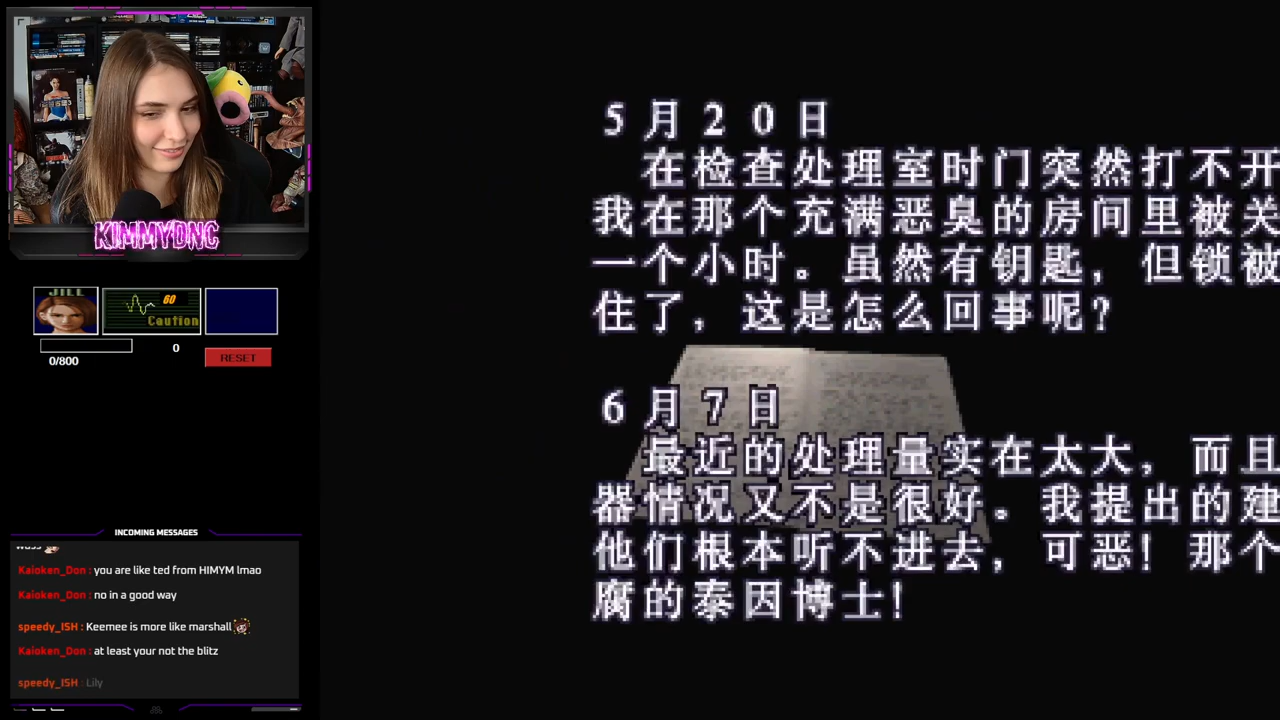 KIMMYDNC
JILL
60
Caution
0/800
0
RESET
INCOMING MESSAGES
Kaioken_Don : you are like ted from HIMYM lmao
Kaioken_Don : no in a good way
speedy_ISH : Keemee is more like marshall
Kaioken_Don : at least your not the blitz
speedy_ISH : Lily
5月20日
在检查处理室时门突然打不开
我在那个充满恶臭的房间里被关
一个小时。虽然有钥匙，但锁被
住了，这是怎么回事呢？
6月7日
最近的处理量实在太大，而且
器情况又不是很好。我提出的建
他们根本听不进去，可恶！那个
腐的泰因博士！